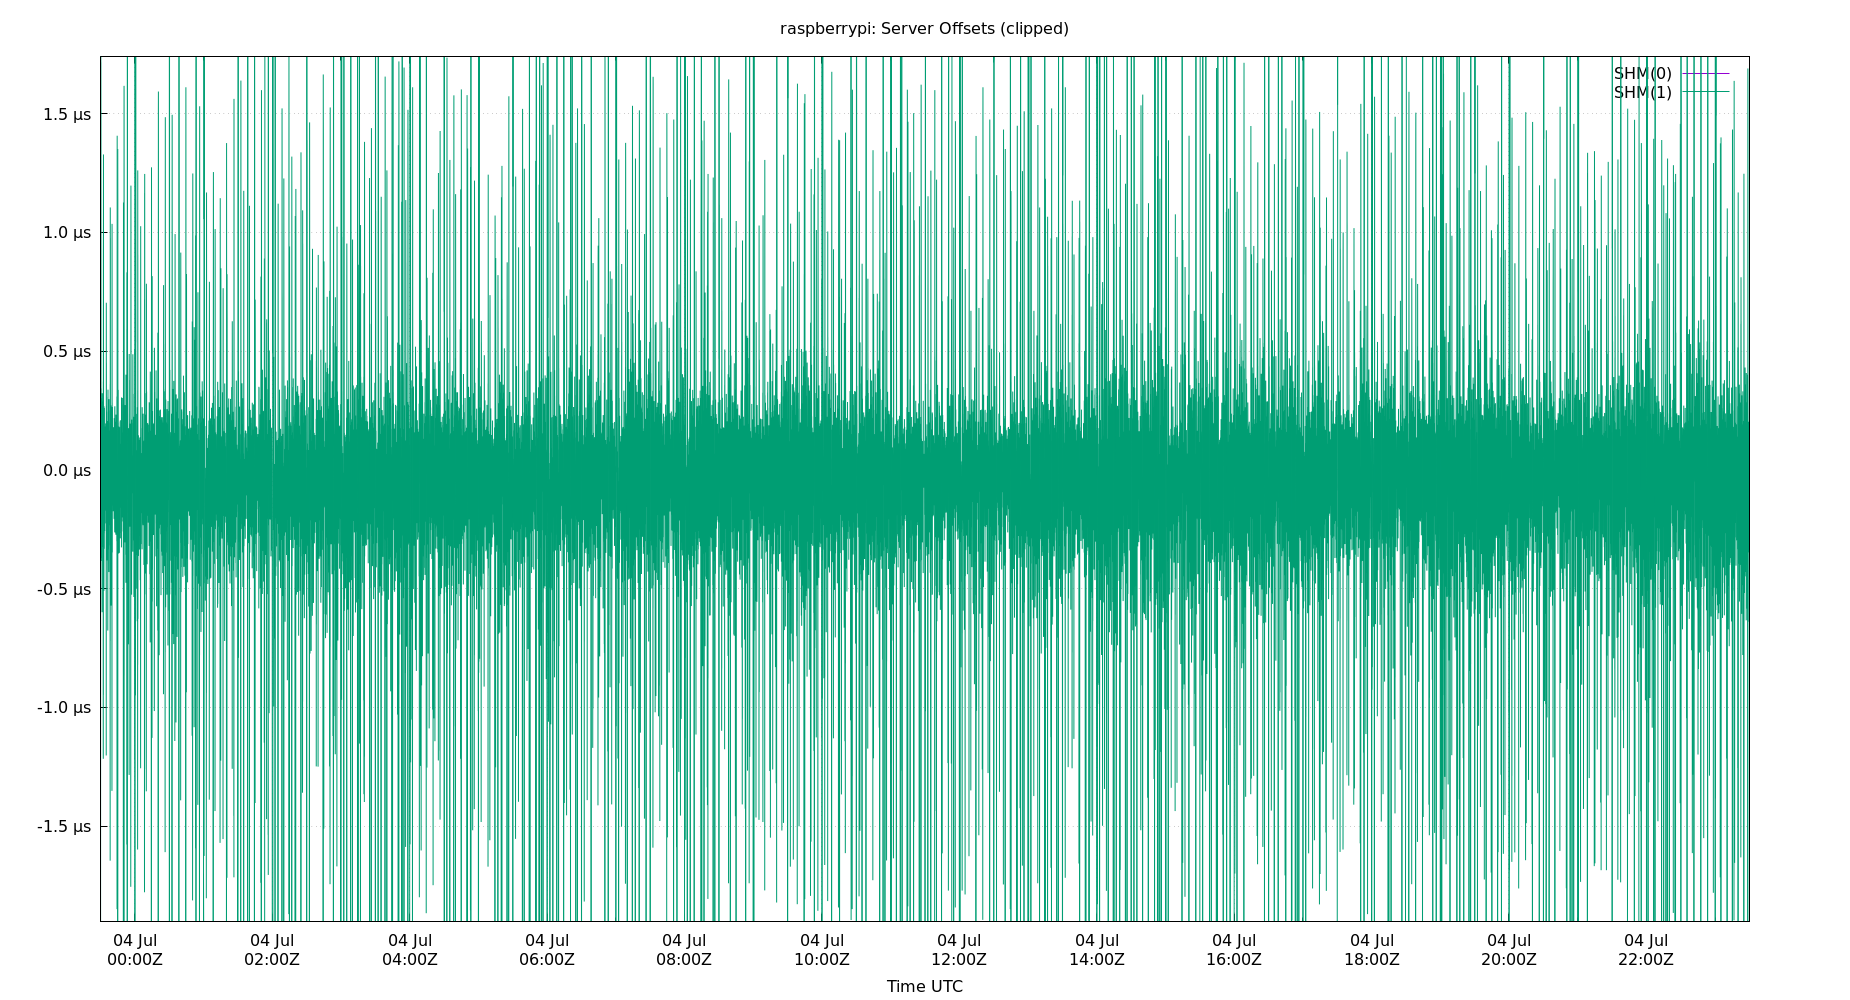 raspberrypi: Server Offsets (clipped)
SHM(0)
SHM(1)
1.5 µs
1.0 µs
0.5 µs
0.0 µs
-0.5 µs
-1.0 µs
-1.5 µs
04 Jul 04 Jul 04 Jul 04 Jul 04 Jul 04 Jul 04 Jul 04 Jul 04 Jul 04 Jul 04 Jul 04 Jul
00:00Z 02:00Z 04:00Z 06:00Z 08:00Z 10:00Z 12:00Z 14:00Z 16:00Z 18:00Z 20:00Z 22:00Z
Time UTC